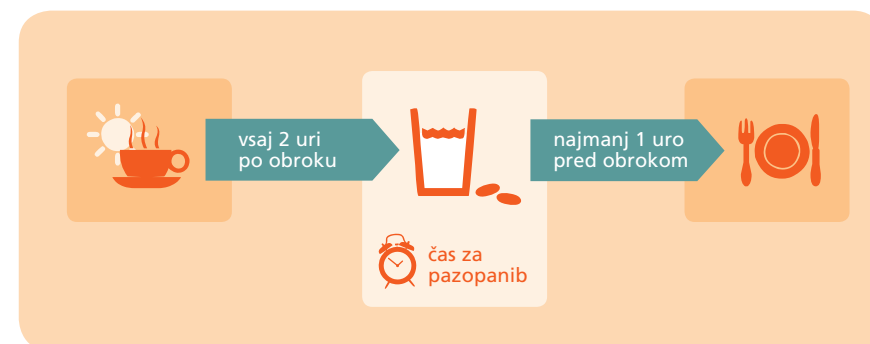 vsaj 2 uri
po obroku
najmanj 1 uro
pred obrokom
čas za
pazopanib